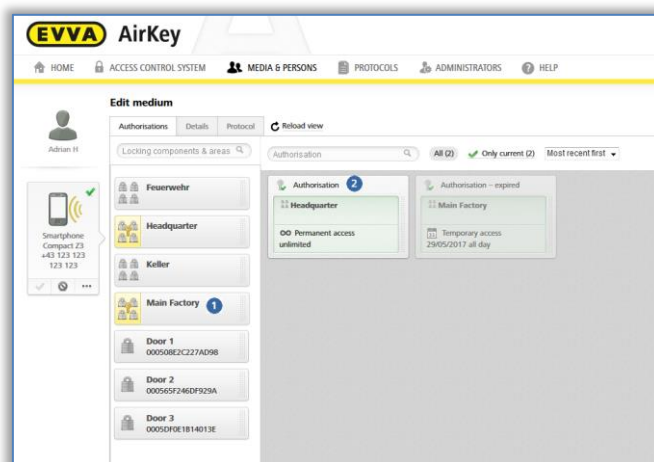 EVVA AirKey
HOME ACCESS CONTROL SYSTEM MEDIA & PERSONS PROTOCOLS ADMINISTRATORS HELP
Edit medium
Adrian H
Authorisations Details Protocol Reload view
Locking components & areas
Authorisation All (2) Only current (2) Most recent first
Smartphone
Compact Z3
+43 123 123
123 123
Feuerwehr
Headquarter
Keller
Main Factory 1
Door 1
000508E2C227AD98
Door 2
000565F246DF929A
Door 3
0005DF0E1814013E
Authorisation 2
Headquarter
Permanent access
unlimited
Authorisation – expired
Main Factory
Temporary access
29/05/2017 all day